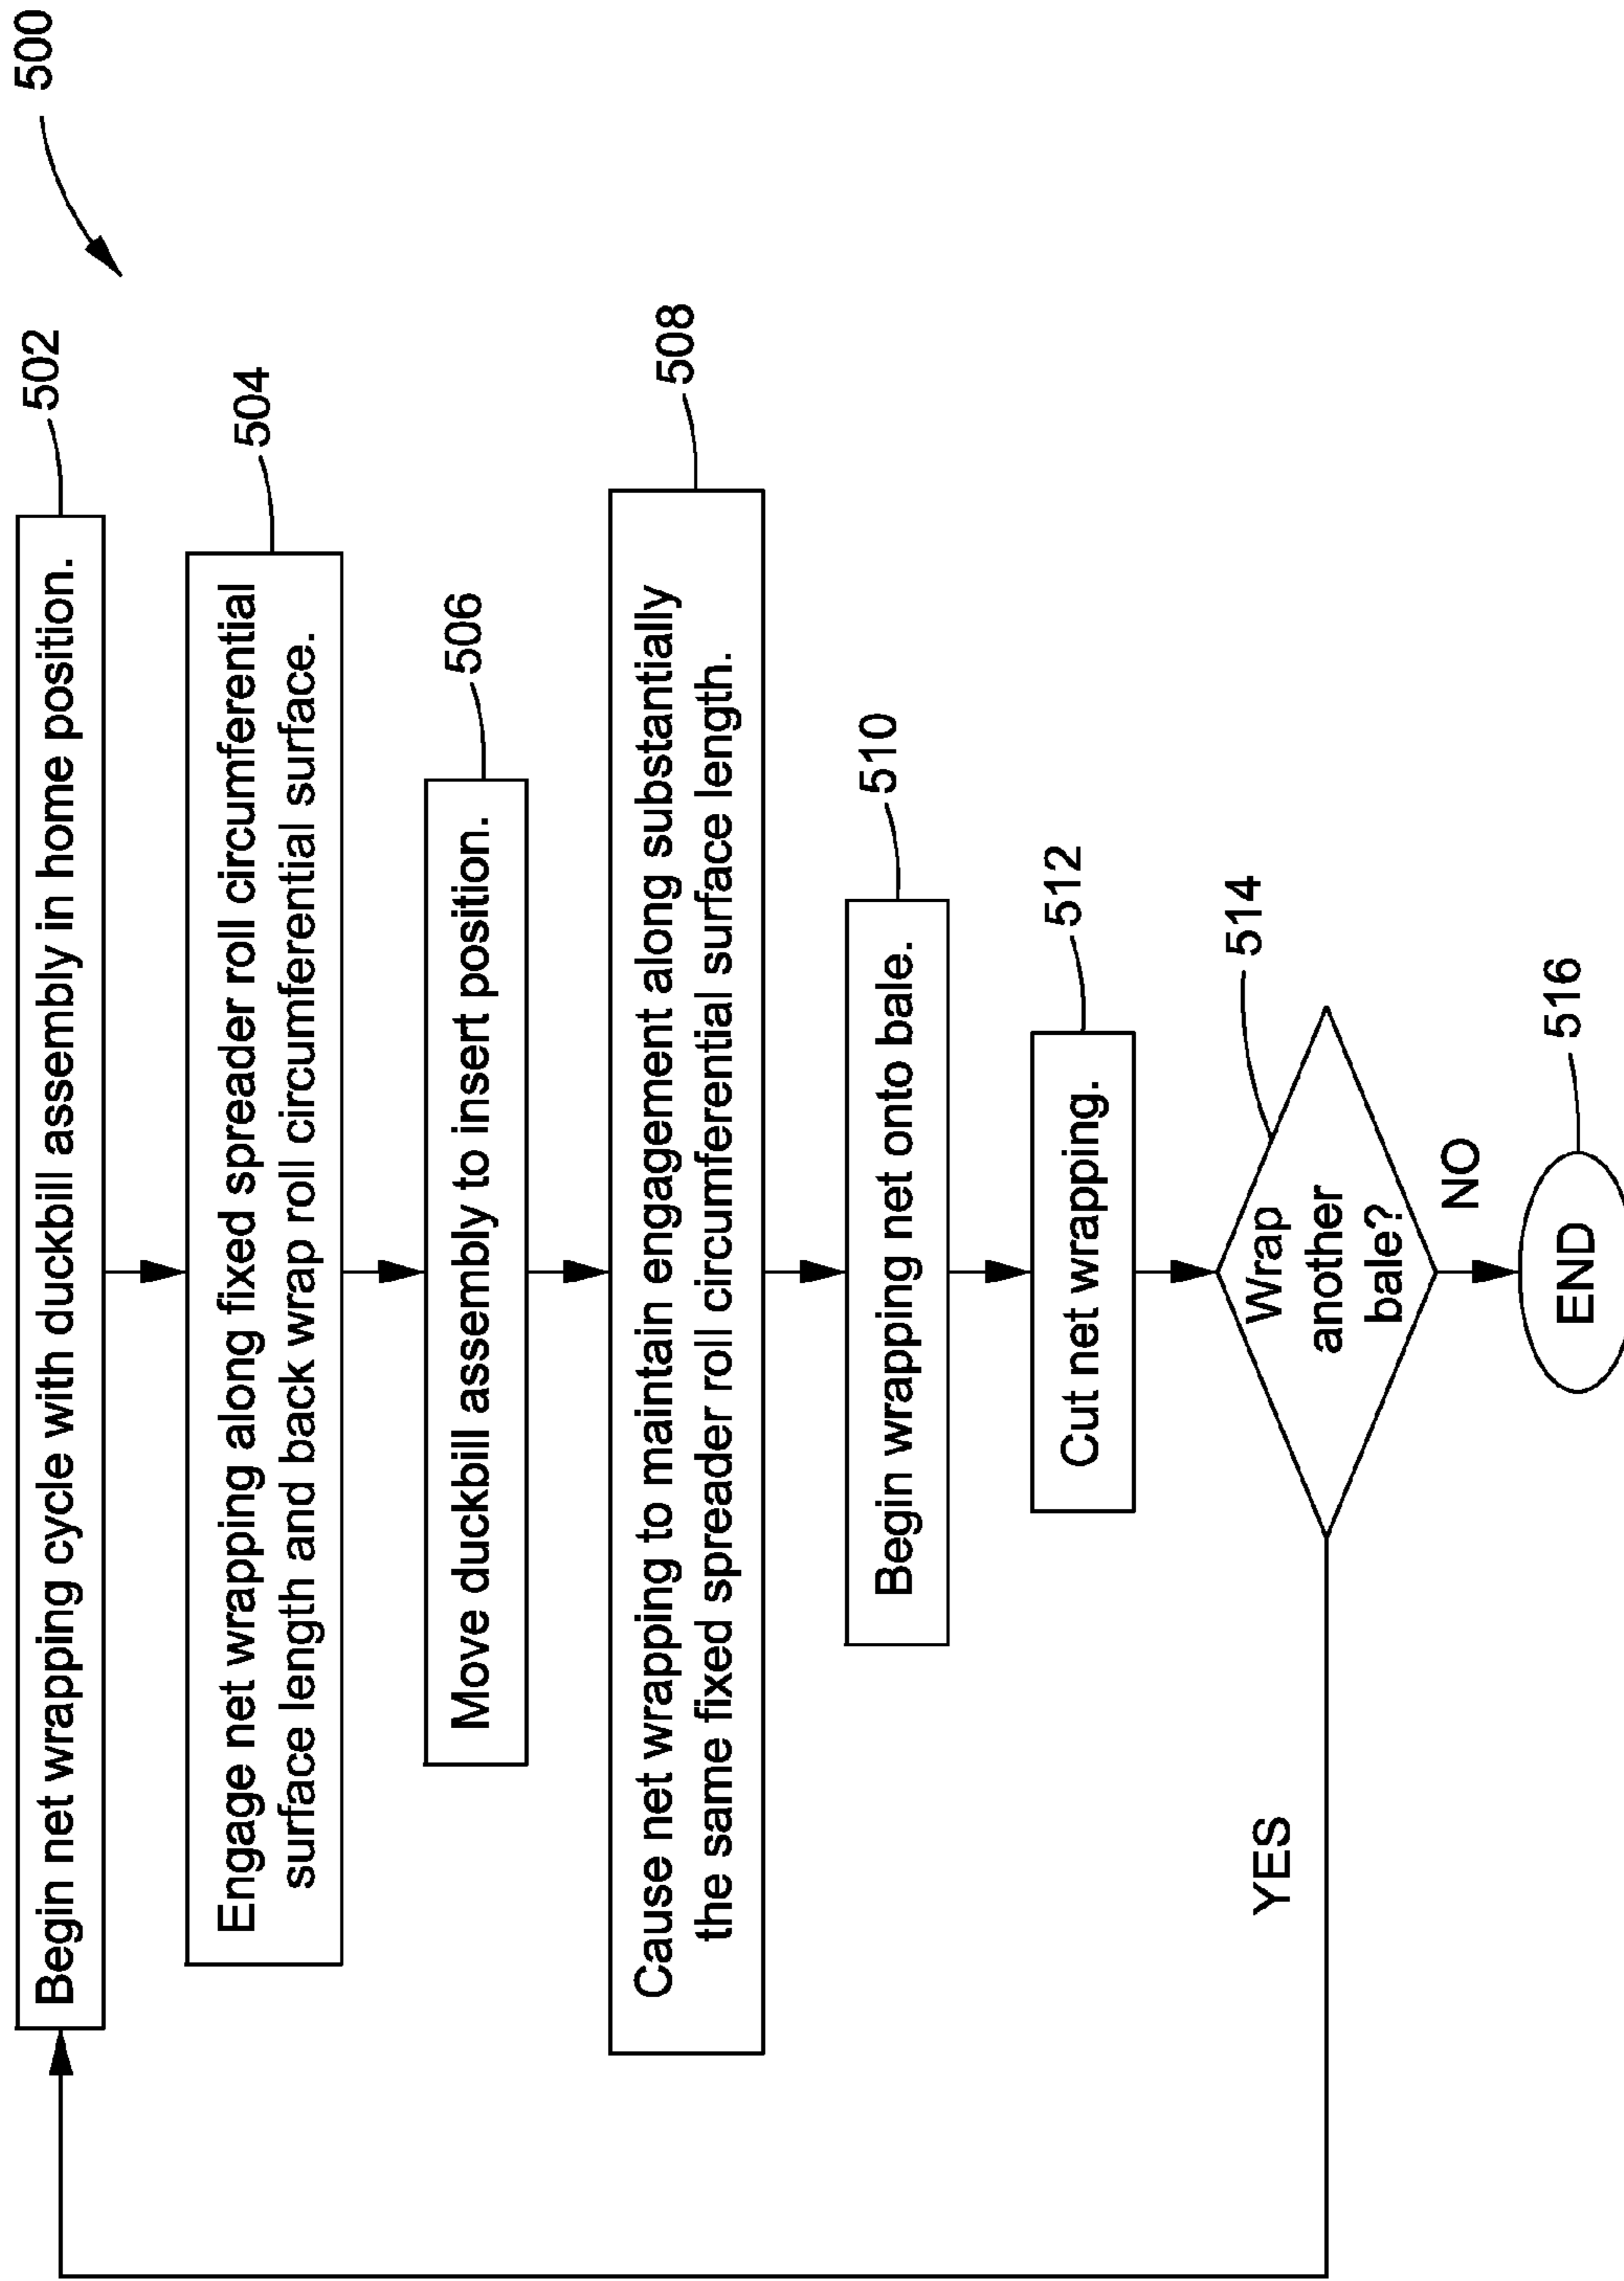 500
Begin net wrapping cycle with duckbill assembly in home position.
502
Engage net wrapping along fixed spreader roll circumferential
surface length and back wrap roll circumferential surface.
504
Move duckbill assembly to insert position.
506
Cause net wrapping to maintain engagement along substantially
the same fixed spreader roll circumferential surface length.
508
Begin wrapping net onto bale.
510
Cut net wrapping.
512
Wrap
another
bale?
514
YES
NO
END
516